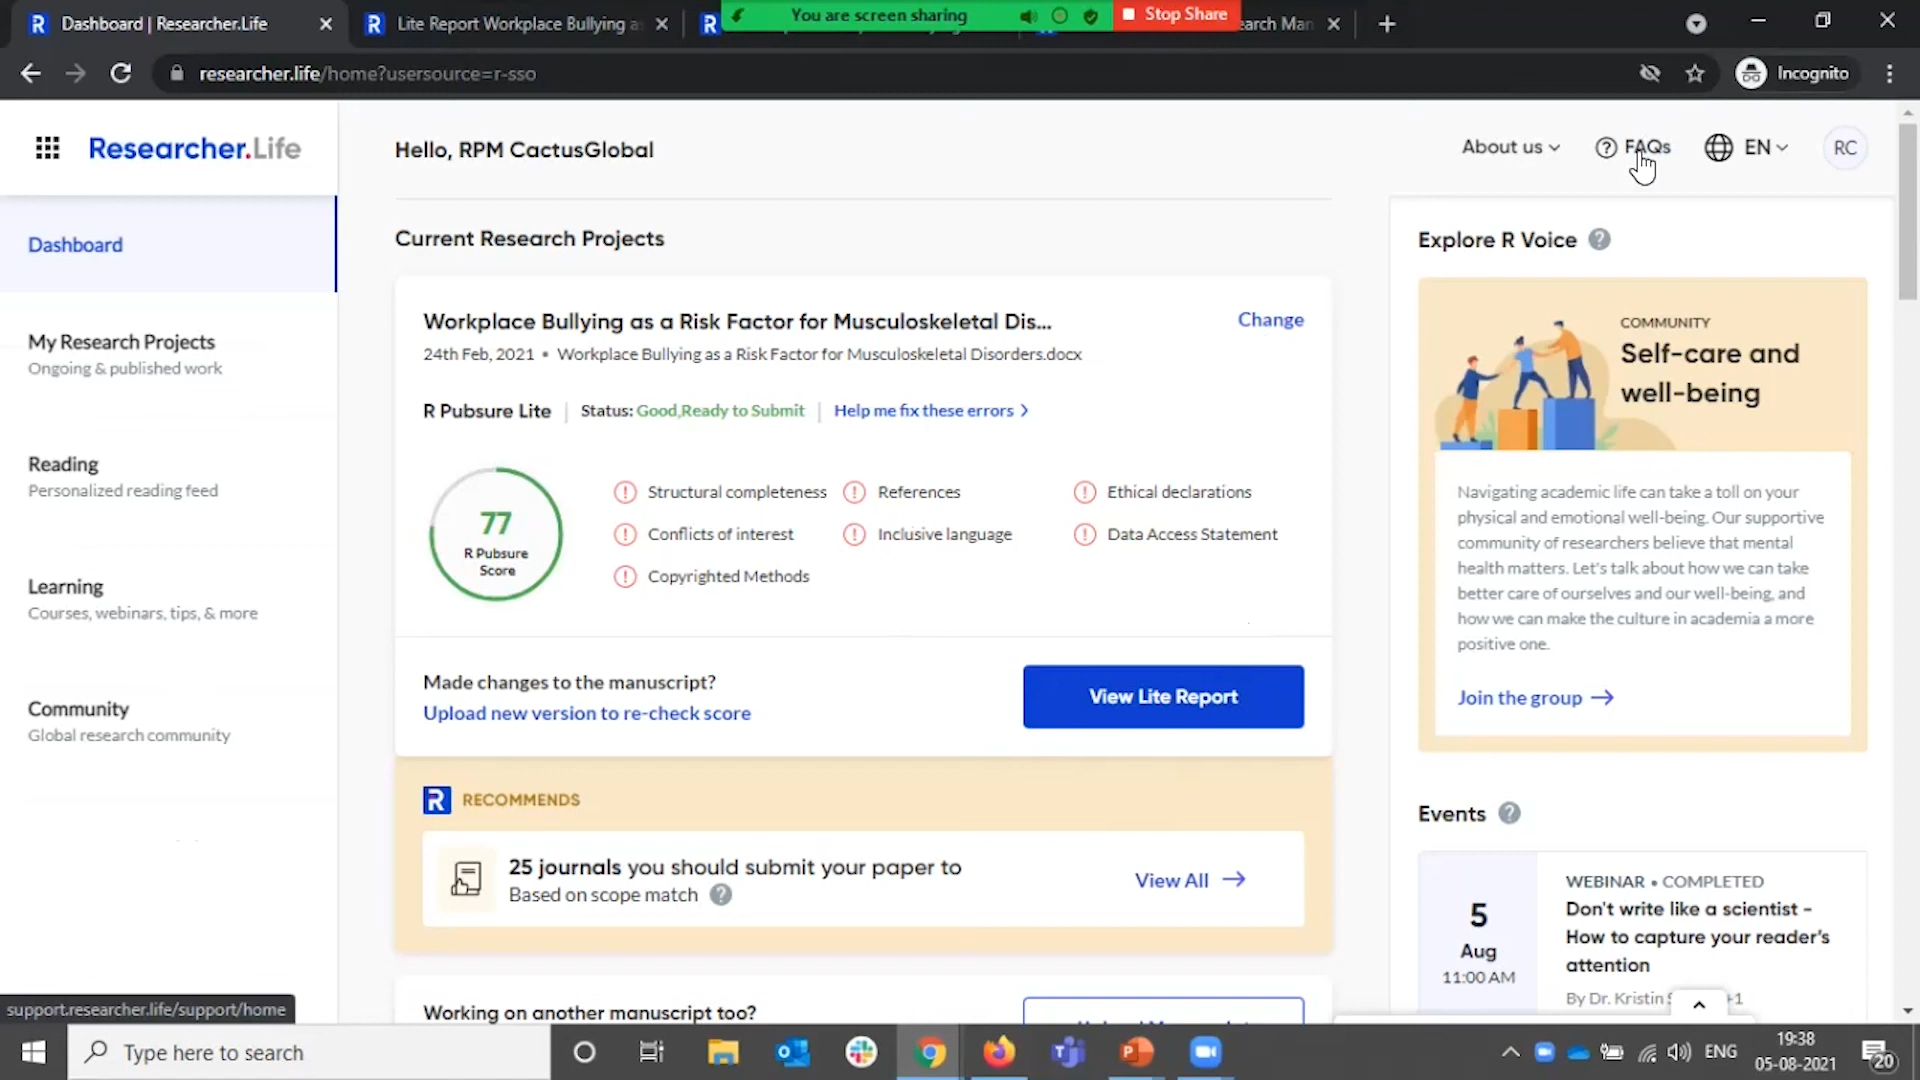 Dashboard | Researcher.Life
Lite Report Workplace Bullying a
You are screen sharing
Stop Share
earch Man
researcher.life/home?usersource=r-sso
Incognito
Researcher.Life
Hello, RPM CactusGlobal
About us
FAQs
EN
RC
Dashboard
My Research Projects
Ongoing & published work
Reading
Personalized reading feed
Learning
Courses, webinars, tips, & more
Community
Global research community
Current Research Projects
Workplace Bullying as a Risk Factor for Musculoskeletal Dis...
Change
24th Feb, 2021 • Workplace Bullying as a Risk Factor for Musculoskeletal Disorders.docx
R Pubsure Lite | Status: Good,Ready to Submit | Help me fix these errors >
77
R Pubsure
Score
Structural completeness
References
Ethical declarations
Conflicts of interest
Inclusive language
Data Access Statement
Copyrighted Methods
Made changes to the manuscript?
Upload new version to re-check score
View Lite Report
R RECOMMENDS
25 journals you should submit your paper to
Based on scope match
View All →
Working on another manuscript too?
Explore R Voice
COMMUNITY
Self-care and
well-being
Navigating academic life can take a toll on your
physical and emotional well-being. Our supportive
community of researchers believe that mental
health matters. Let's talk about how we can take
better care of ourselves and our well-being, and
how we can make the culture in academia a more
positive one.
Join the group →
Events
5
Aug
11:00 AM
WEBINAR • COMPLETED
Don't write like a scientist –
How to capture your reader's
attention
By Dr. Kristin
+1
support.researcher.life/support/home
Type here to search
ENG
19:38
05-08-2021
20